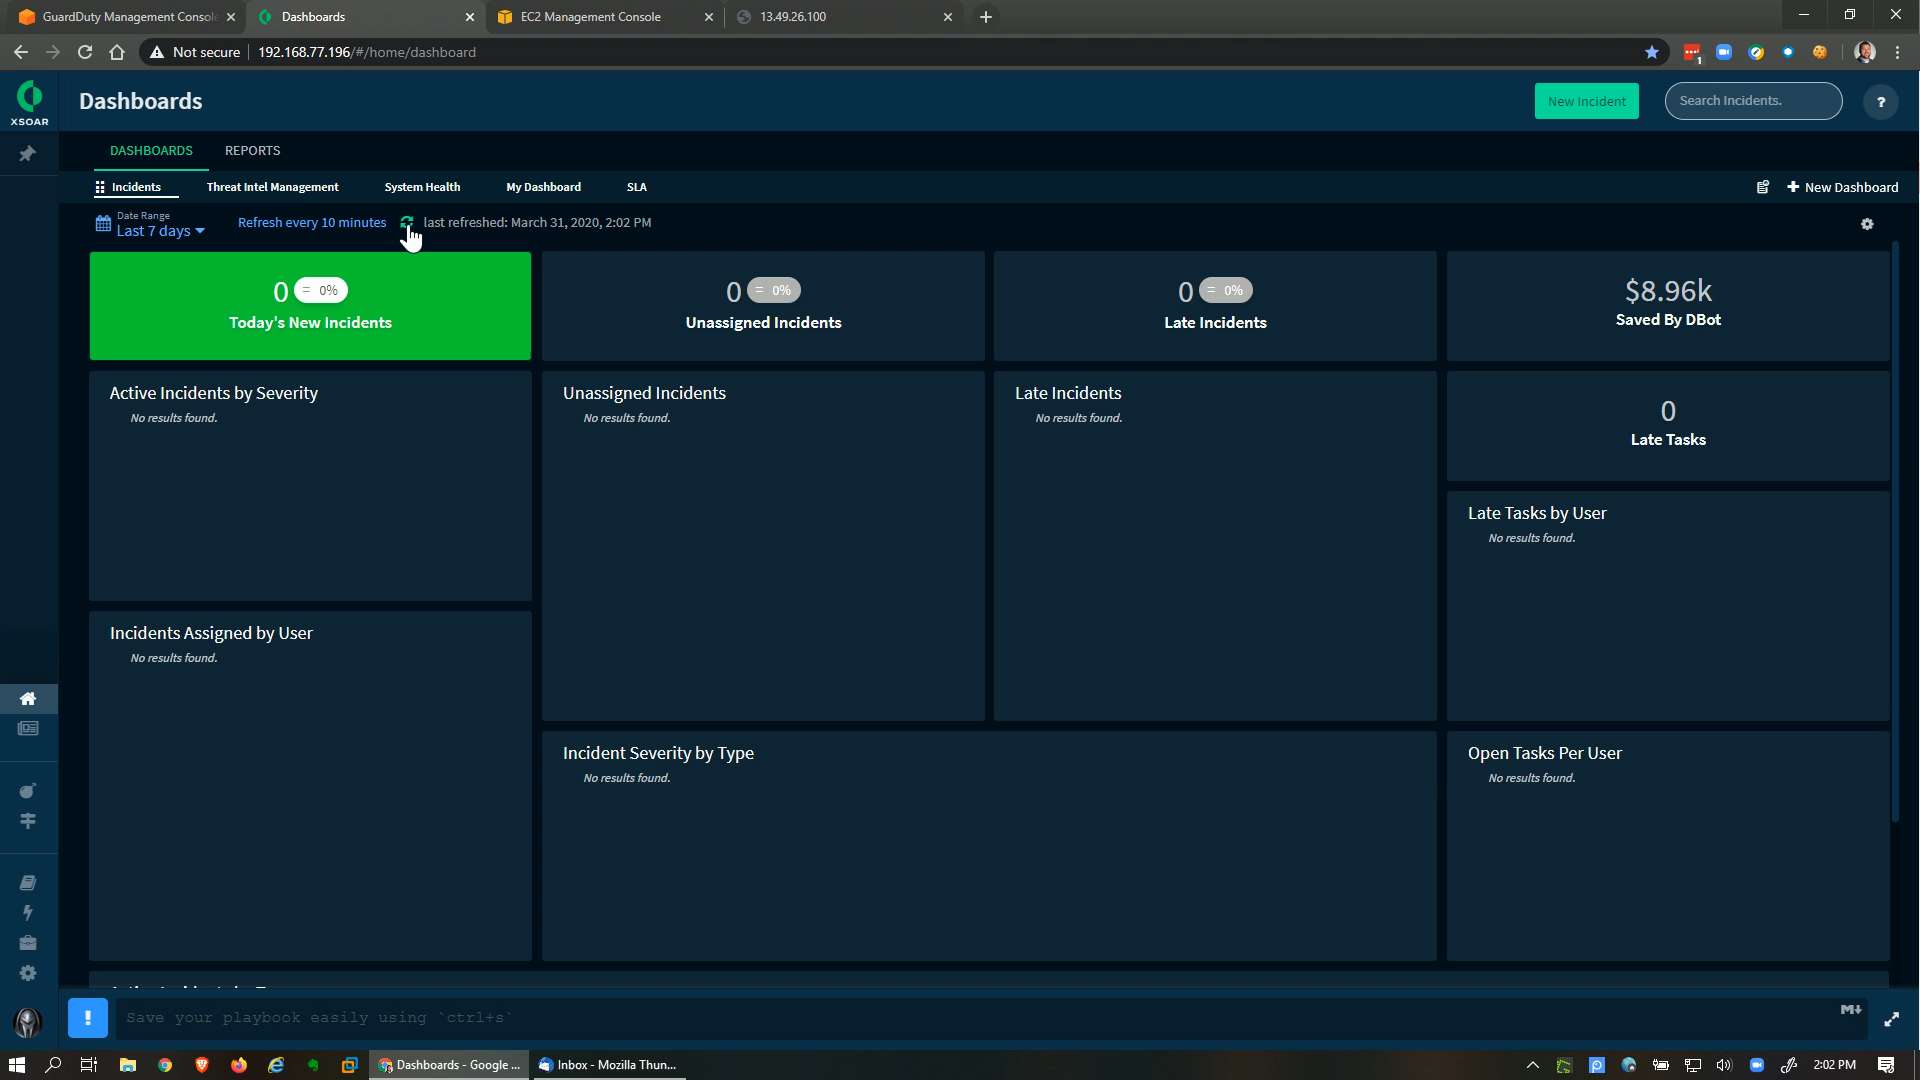 GuardDuty Management Console
Dashboards
EC2 Management Console
13.49.26.100
Not secure
192.168.77.196/#/home/dashboard
1
XSOAR
Dashboards
New Incident
Search Incidents.
?
DASHBOARDS
REPORTS
Incidents
Threat Intel Management
System Health
My Dashboard
SLA
New Dashboard
Date Range
Last 7 days
Refresh every 10 minutes
last refreshed: March 31, 2020, 2:02 PM
0 = 0%
Today's New Incidents
0 = 0%
Unassigned Incidents
0 = 0%
Late Incidents
$8.96k
Saved By DBot
Active Incidents by Severity
No results found.
Unassigned Incidents
No results found.
Late Incidents
No results found.
0
Late Tasks
Late Tasks by User
No results found.
Incidents Assigned by User
No results found.
Incident Severity by Type
No results found.
Open Tasks Per User
No results found.
!
Save your playbook easily using `ctrl+s`
M
Dashboards - Google ...
Inbox - Mozilla Thun...
2:02 PM